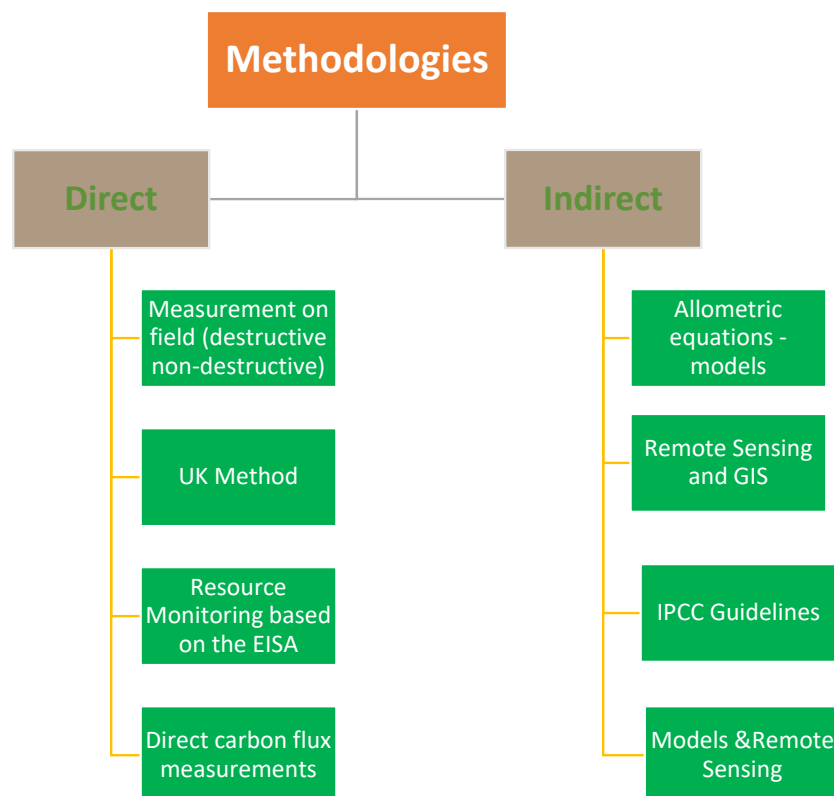 Methodologies
Direct
Indirect
Measurement on
field (destructive
non-destructive)
UK Method
Resource
Monitoring based
on the EISA
Direct carbon flux
measurements
Allometric
equations -
models
Remote Sensing
and GIS
IPCC Guidelines
Models &Remote
Sensing